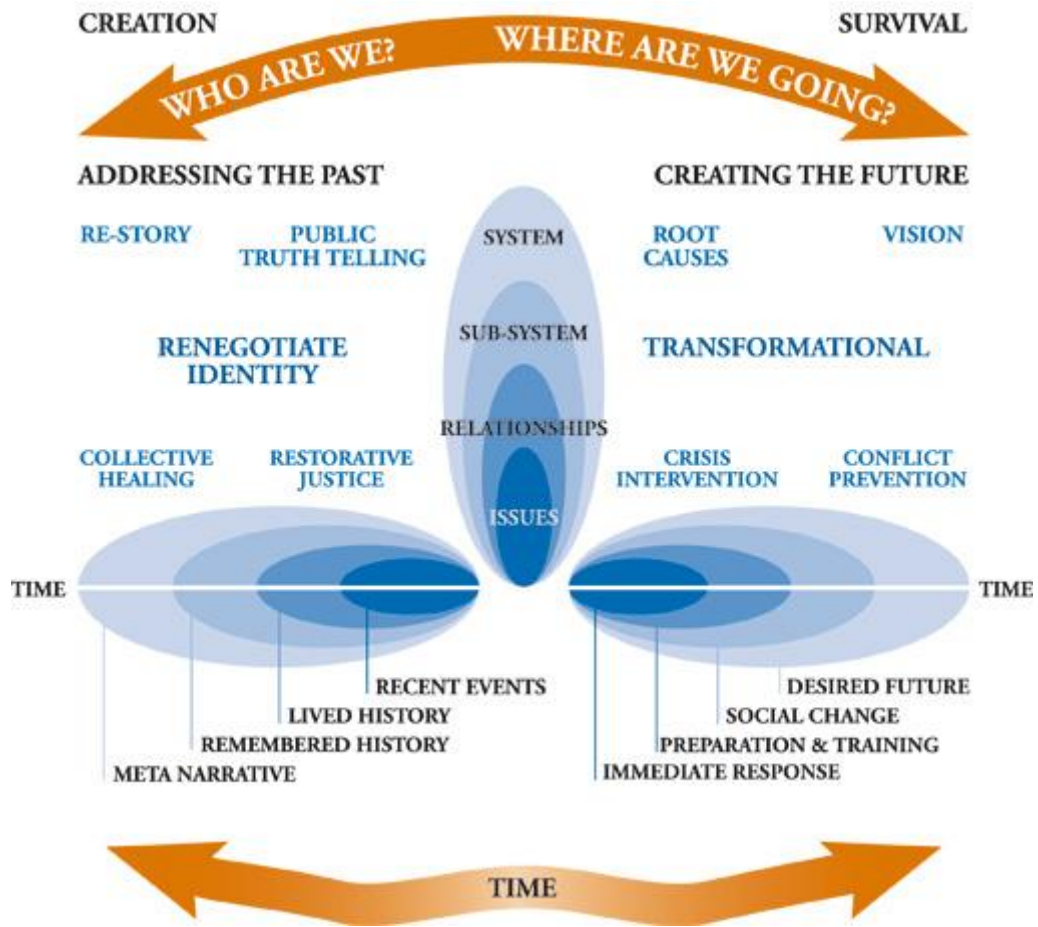 CREATION
SURVIVAL
WHO ARE WE?
WHERE ARE WE GOING?
ADDRESSING THE PAST
CREATING THE FUTURE
RE-STORY
PUBLIC
TRUTH TELLING
SYSTEM
ROOT
CAUSES
VISION
SUB-SYSTEM
RENEGOTIATE
IDENTITY
TRANSFORMATIONAL
RELATIONSHIPS
COLLECTIVE
HEALING
RESTORATIVE
JUSTICE
CRISIS
INTERVENTION
CONFLICT
PREVENTION
ISSUES
TIME
TIME
RECENT EVENTS
LIVED HISTORY
REMEMBERED HISTORY
META NARRATIVE
DESIRED FUTURE
SOCIAL CHANGE
PREPARATION & TRAINING
IMMEDIATE RESPONSE
TIME